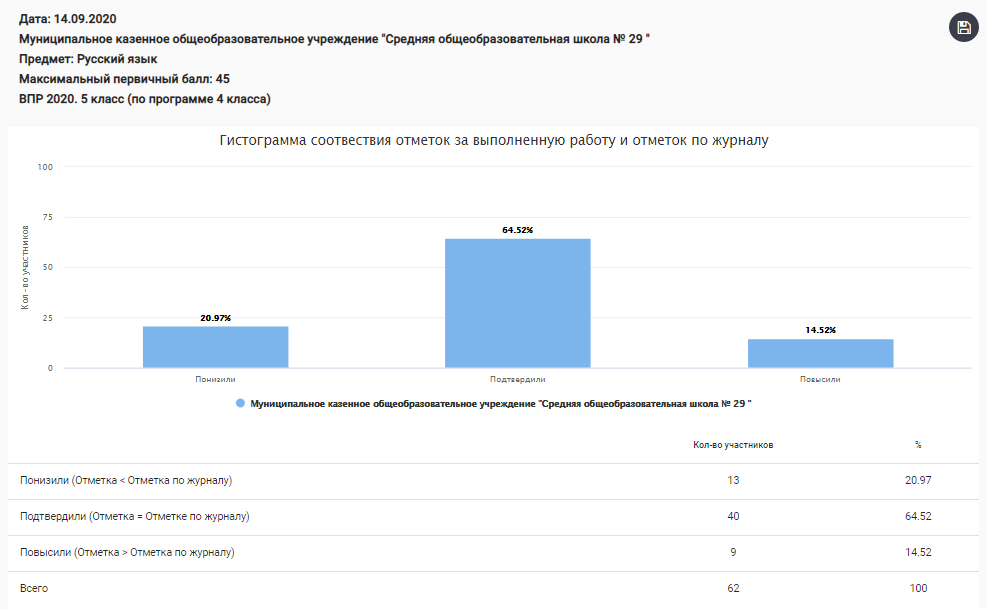 Дата: 14.09.2020
Муниципальное казенное общеобразовательное учреждение "Средняя общеобразовательная школа № 29 "
Предмет: Русский язык
Максимальный первичный балл: 45
ВПР 2020. 5 класс (по программе 4 класса)
Гистограмма соотвествия отметок за выполненную работу и отметок по журналу
Кол-во участников
100
75
50
25
0
20.97%
64.52%
14.52%
Понизили
Подтвердили
Повысили
Муниципальное казенное общеобразовательное учреждение "Средняя общеобразовательная школа № 29 "
Кол-во участников %
Понизили (Отметка < Отметка по журналу) 13 20.97
Подтвердили (Отметка = Отметке по журналу) 40 64.52
Повысили (Отметка > Отметка по журналу) 9 14.52
Всего 62 100